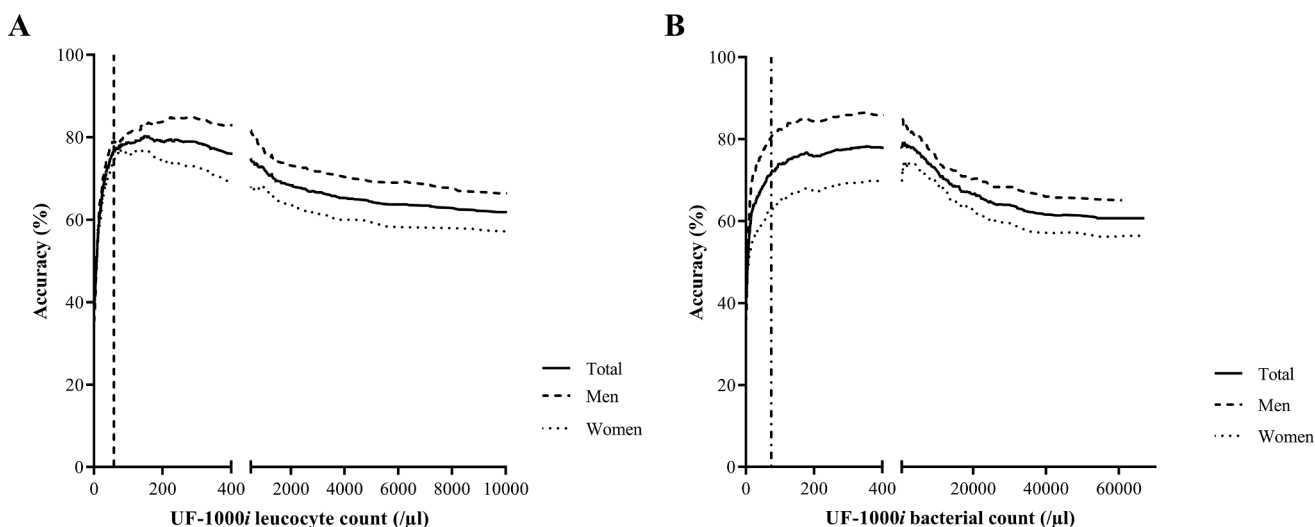 A
Accuracy (%)
100
80
60
40
20
0
0 200 400 2000 4000 6000 8000 10000
UF-1000i leucocyte count (/µl)
Total
Men
Women
B
Accuracy (%)
100
80
60
40
20
0
0 200 400 20000 40000 60000
UF-1000i bacterial count (/µl)
Total
Men
Women